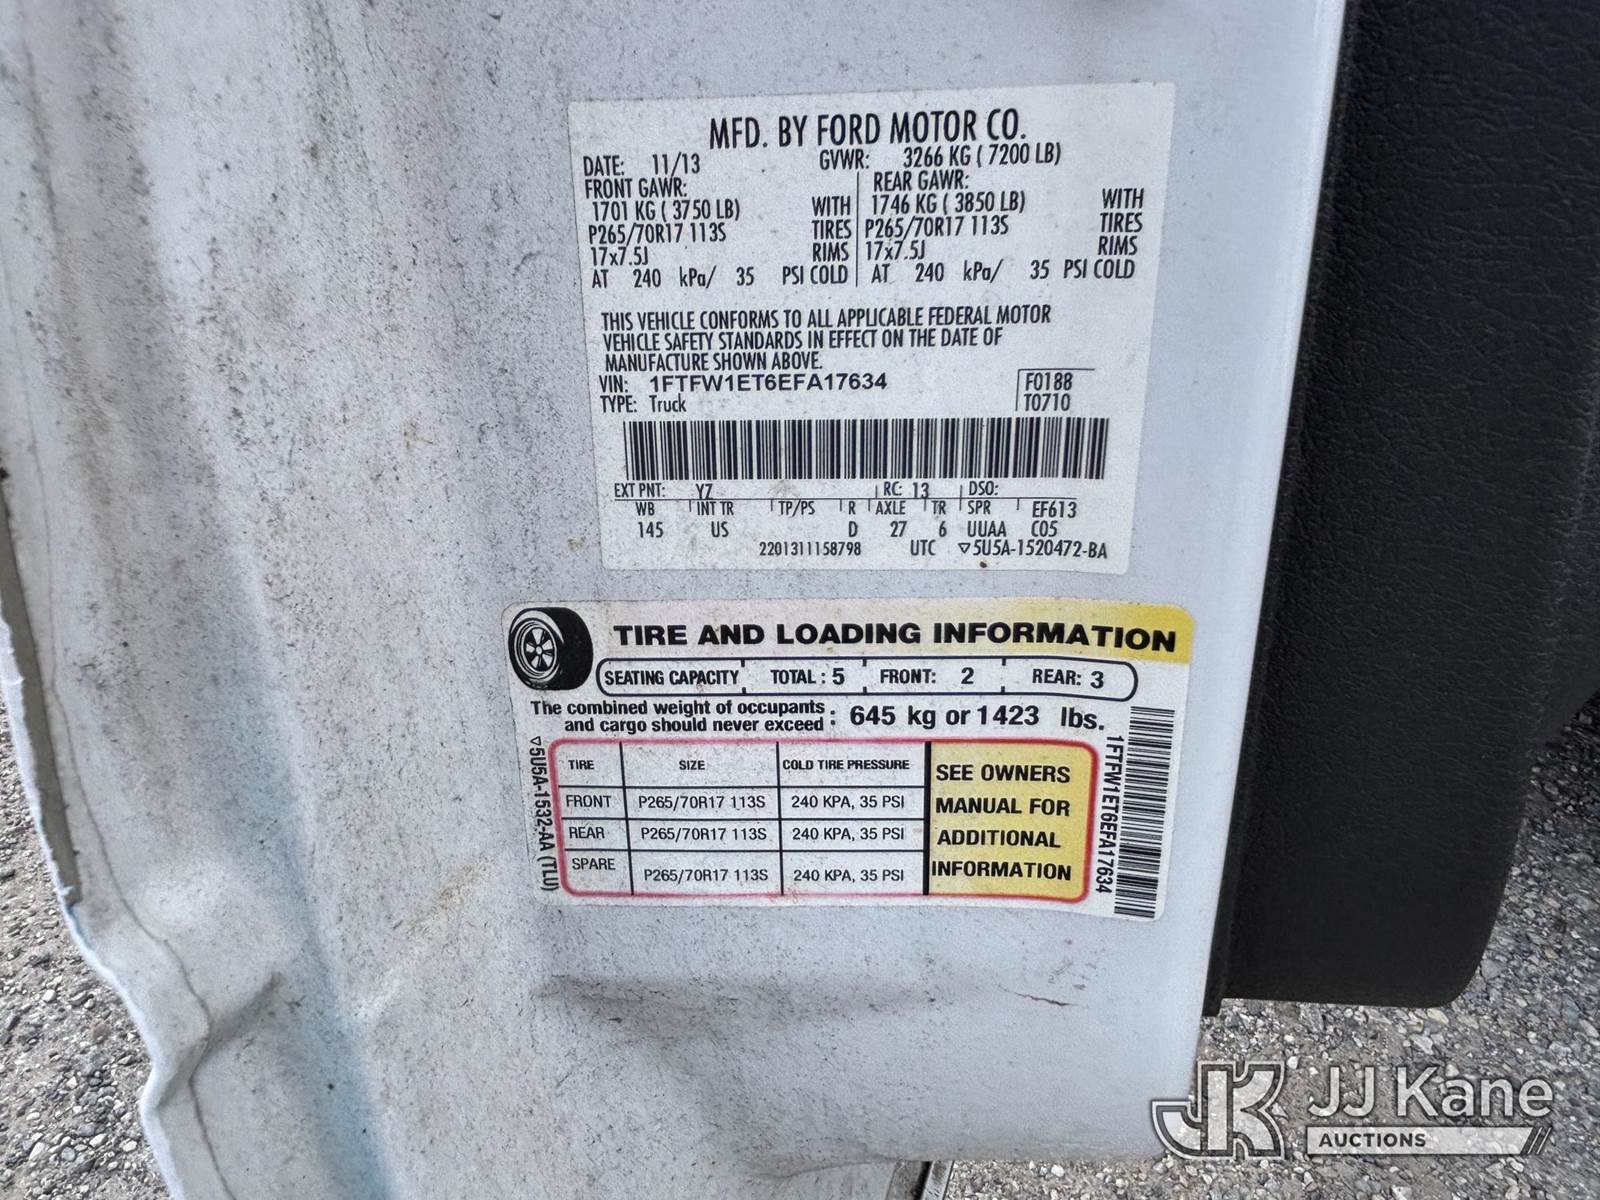 MFD. BY FORD MOTOR CO.
DATE: 11/13 GVWR: 3266 KG ( 7200 LB)
FRONT GAWR: REAR GAWR:
1701 KG ( 3750 LB) WITH 1746 KG ( 3850 LB) WITH
P265/70R17 113S TIRES P265/70R17 113S TIRES
17x7.5J RIMS 17x7.5J RIMS
AT 240 kPa/ 35 PSI COLD AT 240 kPa/ 35 PSI COLD
THIS VEHICLE CONFORMS TO ALL APPLICABLE FEDERAL MOTOR
VEHICLE SAFETY STANDARDS IN EFFECT ON THE DATE OF
MANUFACTURE SHOWN ABOVE.
VIN: 1FTFW1ET6EFA17634 F0188
TYPE: Truck T0710
EXT PNT: YZ RC: 13 DSO:
WB INT TR TP/PS R AXLE TR SPR EF613
145 US D 27 6 UUAA C05
2201311158798 UTC ▽5U5A-1520472-BA
TIRE AND LOADING INFORMATION
SEATING CAPACITY TOTAL : 5 FRONT: 2 REAR: 3
The combined weight of occupants
and cargo should never exceed : 645 kg or 1423 lbs.
TIRE SIZE COLD TIRE PRESSURE
FRONT P265/70R17 113S 240 KPA, 35 PSI
REAR P265/70R17 113S 240 KPA, 35 PSI
SPARE P265/70R17 113S 240 KPA, 35 PSI
SEE OWNERS
MANUAL FOR
ADDITIONAL
INFORMATION
▽5U5A-1532-AA (TLU)
1FTFW1ET6EFA17634
JK JJ Kane
AUCTIONS